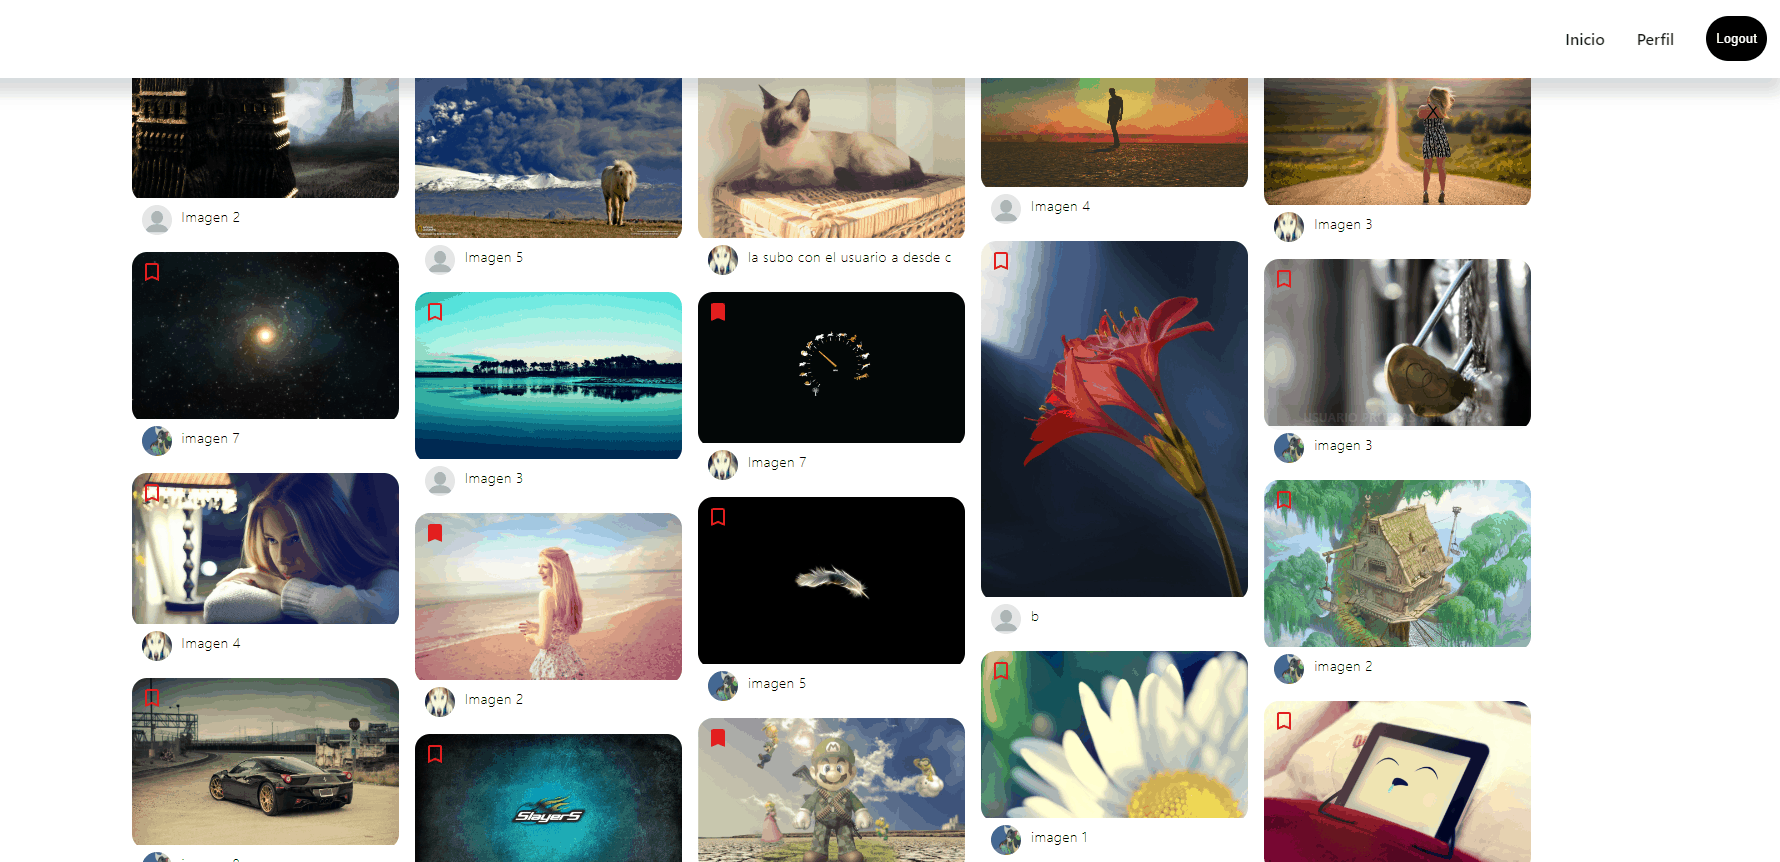 Inicio
Perfil
Logout
Imagen 2
Imagen 5
la subo con el usuario a desde c
Imagen 4
Imagen 3
imagen 7
Imagen 3
Imagen 7
imagen 3
Imagen 4
Imagen 2
imagen 5
b
imagen 2
SlayerS
imagen 1